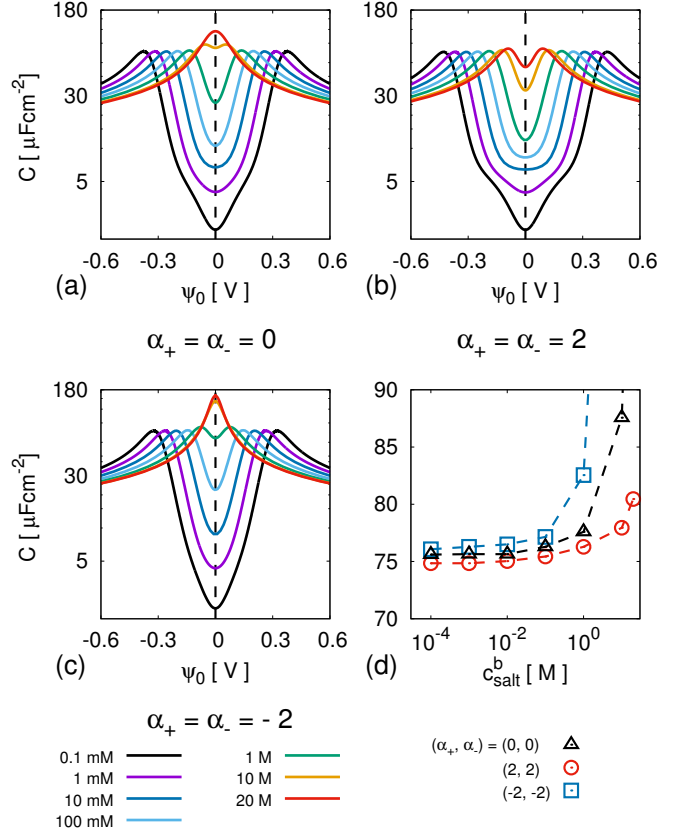 180
30
5
C [ μFcm⁻²]
-0.6 -0.3 0 0.3 0.6
(a) ψ₀ [ V ]
α₊ = α₋ = 0
180
30
5
C [ μFcm⁻²]
-0.6 -0.3 0 0.3 0.6
(b) ψ₀ [ V ]
α₊ = α₋ = 2
180
30
5
C [ μFcm⁻²]
-0.6 -0.3 0 0.3 0.6
(c) ψ₀ [ V ]
α₊ = α₋ = - 2
90
85
80
75
70
10⁻⁴ 10⁻² 10⁰
(d) c_salt^b [ M ]
0.1 mM
1 mM
10 mM
100 mM
1 M
10 M
20 M
(α₊, α₋) = (0, 0)
(2, 2)
(-2, -2)